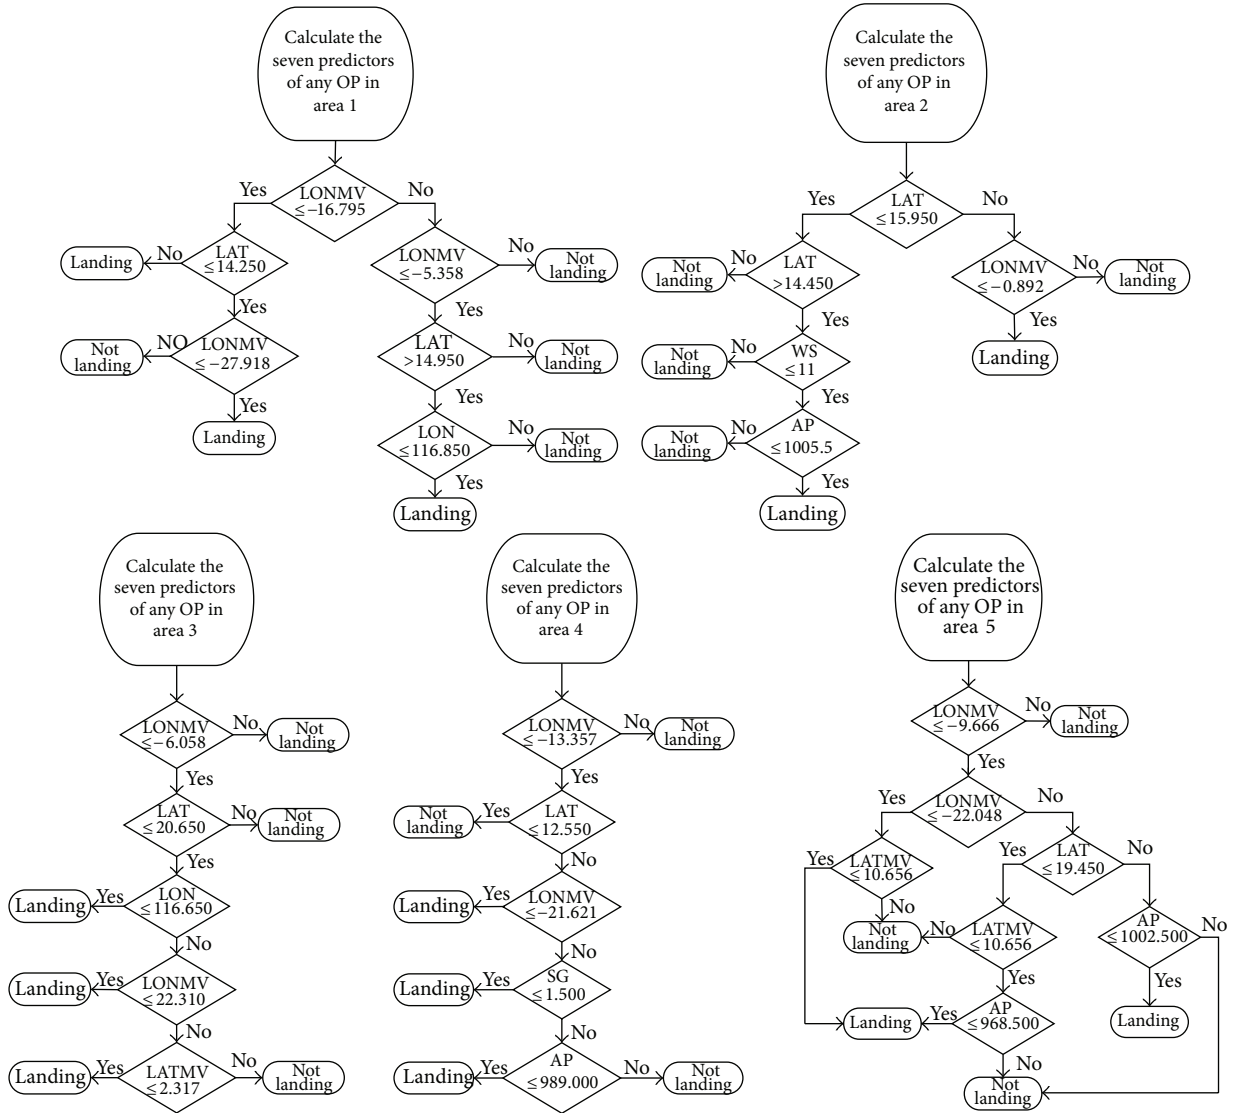 Calculate the
seven predictors
of any OP in
area 1
LONMV
≤−16.795
Yes
No
LAT
≤14.250
No
Landing
Yes
LONMV
≤−27.918
NO
Not
landing
Yes
Landing
LONMV
≤−5.358
No
Not
landing
Yes
LAT
>14.950
No
Not
landing
Yes
LON
≤116.850
No
Not
landing
Yes
Landing
Calculate the
seven predictors
of any OP in
area 2
LAT
≤15.950
Yes
No
LAT
>14.450
No
Not
landing
Yes
WS
≤11
No
Not
landing
Yes
AP
≤1005.5
No
Not
landing
Yes
Landing
LONMV
≤−0.892
No
Not
landing
Yes
Landing
Calculate the
seven predictors
of any OP in
area 3
LONMV
≤−6.058
No
Not
landing
Yes
LAT
≤20.650
No
Not
landing
Yes
LON
≤116.650
Yes
Landing
No
LONMV
≤22.310
Yes
Landing
No
LATMV
≤2.317
Yes
Landing
No
Not
landing
Calculate the
seven predictors
of any OP in
area 4
LONMV
≤−13.357
No
Not
landing
Yes
LAT
≤12.550
Yes
Not
landing
No
LONMV
≤−21.621
Yes
Landing
No
SG
≤1.500
Yes
Landing
No
AP
≤989.000
Yes
Landing
No
Not
landing
Calculate the
seven predictors
of any OP in
area 5
LONMV
≤−9.666
No
Not
landing
Yes
LONMV
≤−22.048
Yes
No
LATMV
≤10.656
Yes
No
Not
landing
LAT
≤19.450
Yes
No
LATMV
≤10.656
No
Yes
AP
≤968.500
Yes
Landing
No
Not
landing
AP
≤1002.500
No
Yes
Landing